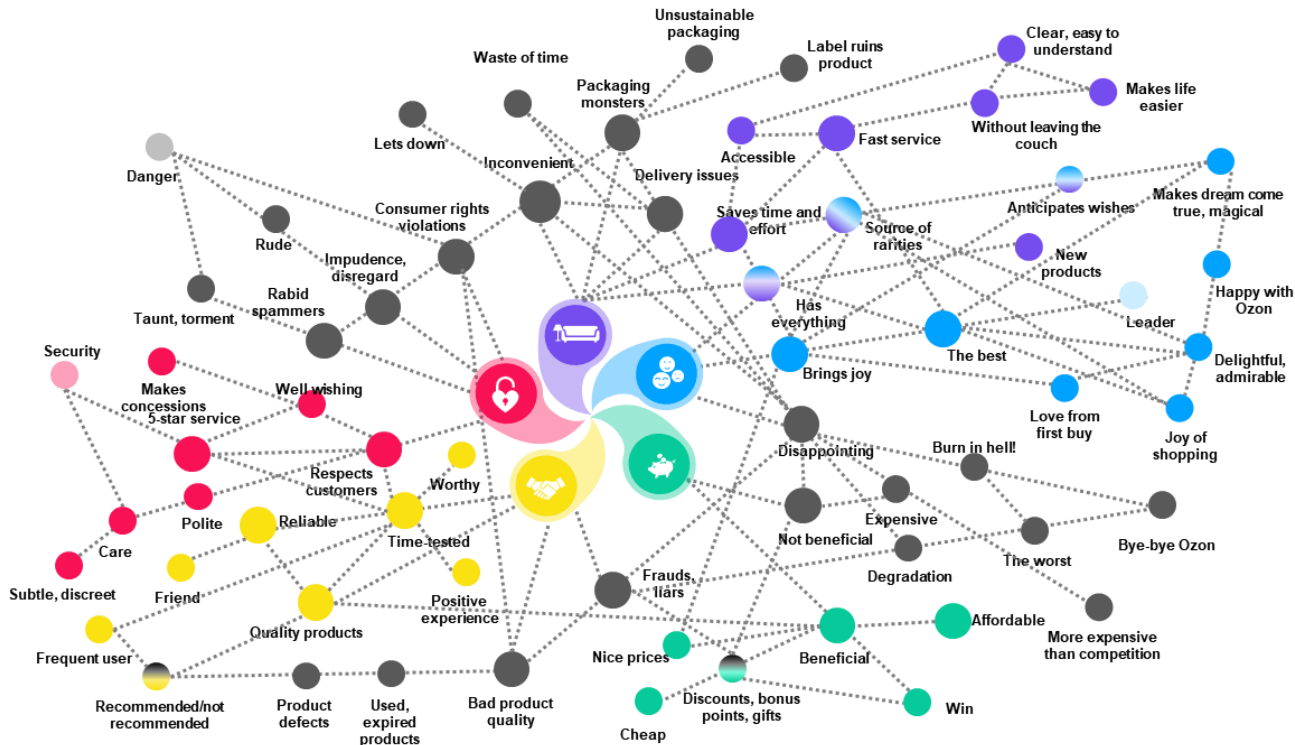 Unsustainable
packaging
Clear, easy to
understand
Waste of time
Label ruins
product
Packaging
monsters
Makes life
easier
Lets down
Without leaving the
couch
Fast service
Accessible
Inconvenient
Delivery issues
Danger
Makes dream come
true, magical
Anticipates wishes
Consumer rights
violations
Saves time and
effort
Source of
rarities
Rude
Impudence,
disregard
New
products
Happy with
Ozon
Rabid
spammers
Has
everything
Taunt, torment
Leader
Security
The best
Delightful,
admirable
Brings joy
Makes
concessions
Well wishing
5-star service
Love from
first buy
Joy of
shopping
Burn in hell!
Disappointing
Respects
customers
Worthy
Polite
Reliable
Expensive
Care
Time-tested
Not beneficial
Bye-bye Ozon
The worst
Degradation
Subtle, discreet
Friend
Frauds,
liars
Positive
experience
Quality products
Affordable
More expensive
than competition
Frequent user
Nice prices
Beneficial
Recommended/not
recommended
Product
defects
Used,
expired
products
Bad product
quality
Discounts, bonus
points, gifts
Win
Cheap